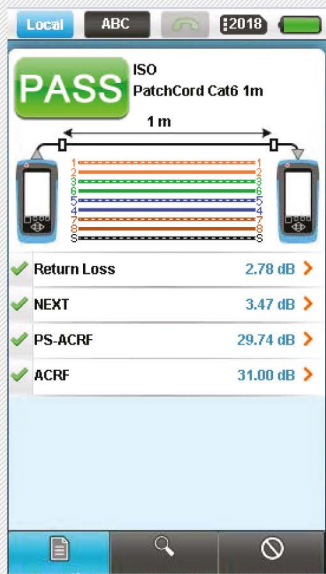 Local ABC 2018
PASS
ISO
PatchCord Cat6 1m
1 m
1 1
2 2
3 3
6 6
5 5
4 4
7 7
8 8
S S
Return Loss 2.78 dB
NEXT 3.47 dB
PS-ACRF 29.74 dB
ACRF 31.00 dB